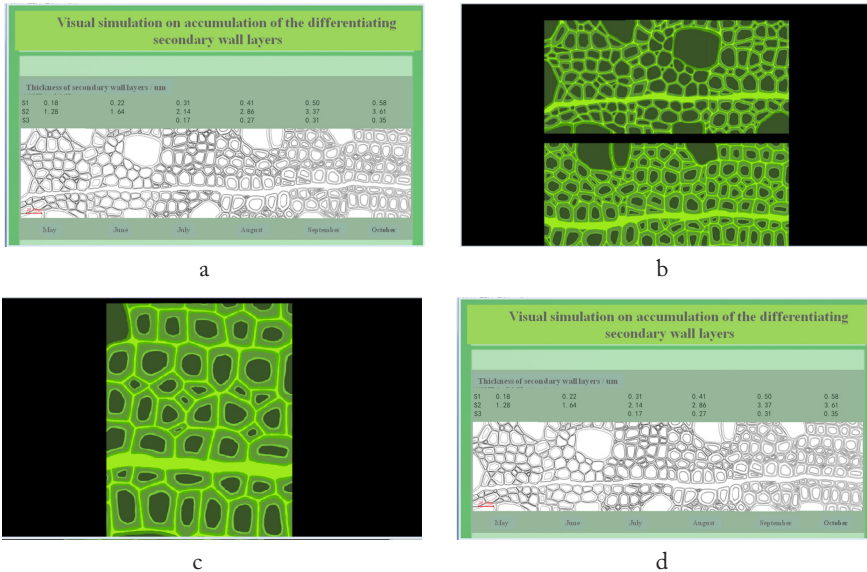 Visual simulation on accumulation of the differentiating
secondary wall layers
Thickness of secondary wall layers / um
S1 0.18 0.22 0.31 0.41 0.50 0.58
S2 1.28 1.64 2.14 2.86 3.37 3.61
S3 0.17 0.27 0.31 0.35
May June July August September October
a
b
c
Visual simulation on accumulation of the differentiating
secondary wall layers
Thickness of secondary wall layers / um
S1 0.18 0.22 0.31 0.41 0.50 0.58
S2 1.28 1.64 2.14 2.86 3.37 3.61
S3 0.17 0.27 0.31 0.35
May June July August September October
d